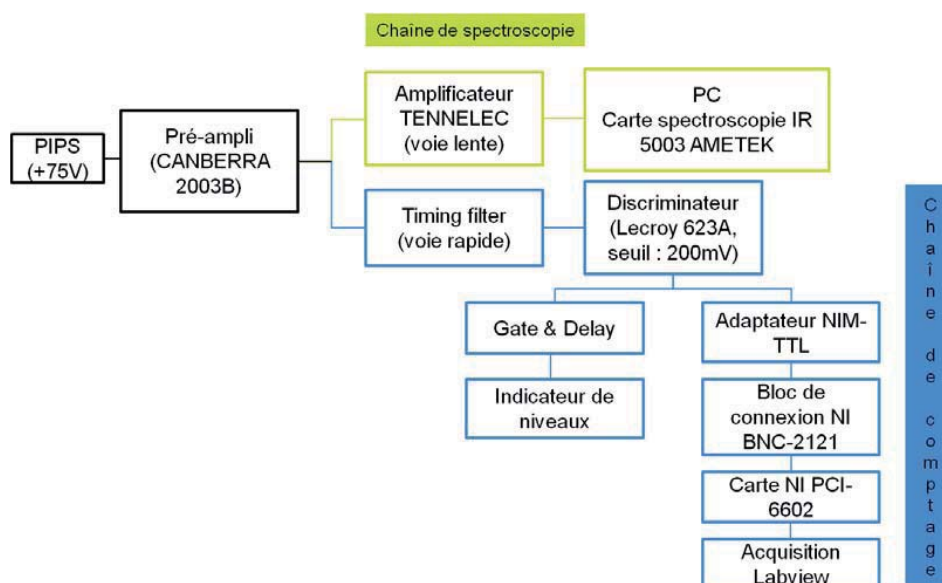 Chaîne de spectroscopie
PIPS
(+75V)
Pré-ampli
(CANBERRA
2003B)
Amplificateur
TENNELEC
(voie lente)
PC
Carte spectroscopie IR
5003 AMETEK
Timing filter
(voie rapide)
Discriminateur
(Lecroy 623A,
seuil : 200mV)
Gate & Delay
Indicateur de
niveaux
Adaptateur NIM-
TTL
Bloc de
connexion NI
BNC-2121
Carte NI PCI-
6602
Acquisition
Labview
Chaîne de comptage